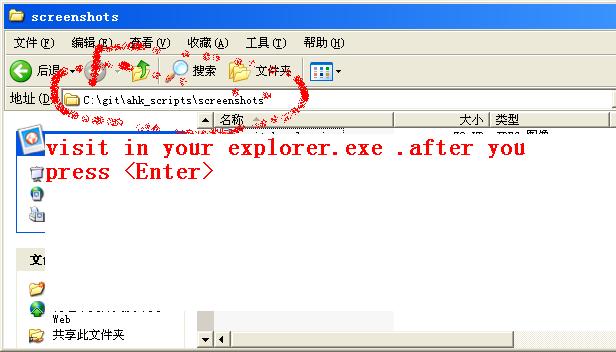 screenshots
文件(F) 编辑(E) 查看(V) 收藏(A) 工具(T) 帮助(H)
后退 搜索 文件夹
地址(D) C:\git\ahk_scripts\screenshots
名称 大小 类型
visit in your explorer.exe .after you
press <Enter>
Web
共享此文件夹